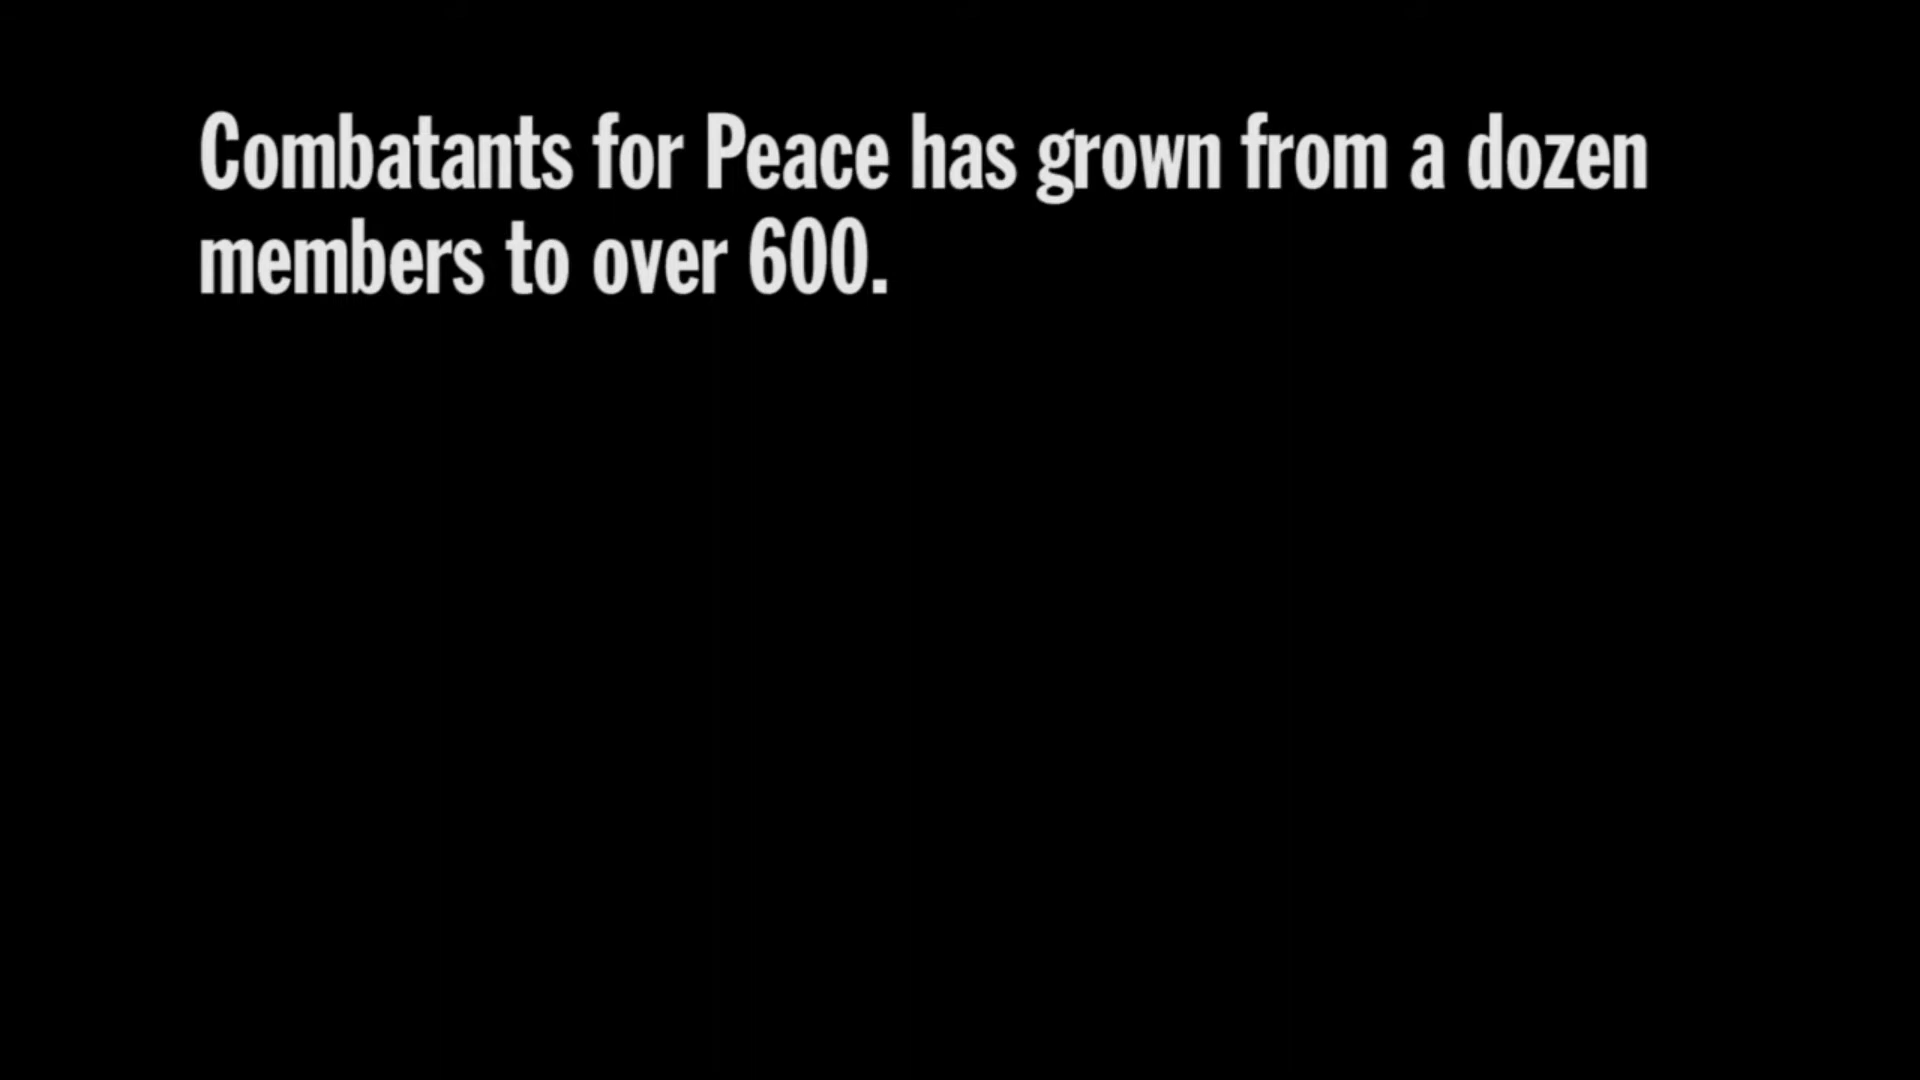 Combatants for Peace has grown from a dozen
members to over 600.